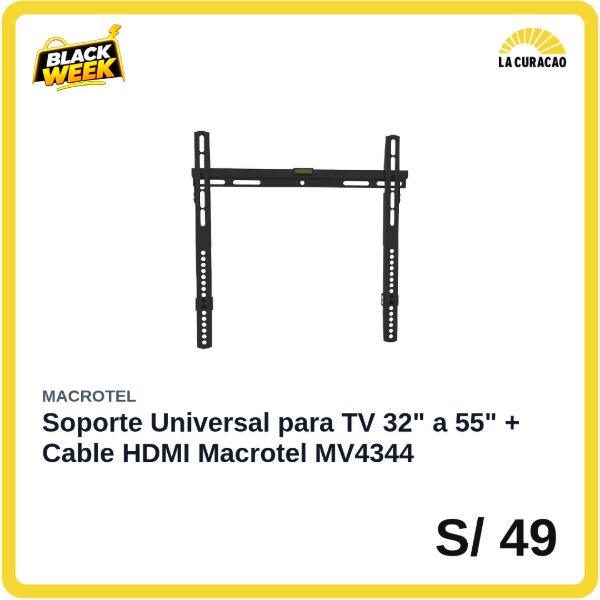 BLACK
WEEK
LA CURACAO
MACROTEL
Soporte Universal para TV 32" a 55" +
Cable HDMI Macrotel MV4344
S/ 49